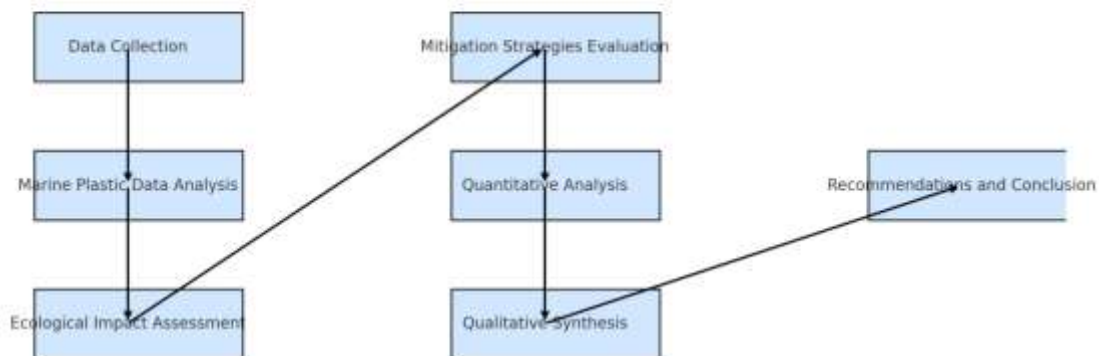 Data Collection
Marine Plastic Data Analysis
Ecological Impact Assessment
Mitigation Strategies Evaluation
Quantitative Analysis
Qualitative Synthesis
Recommendations and Conclusion